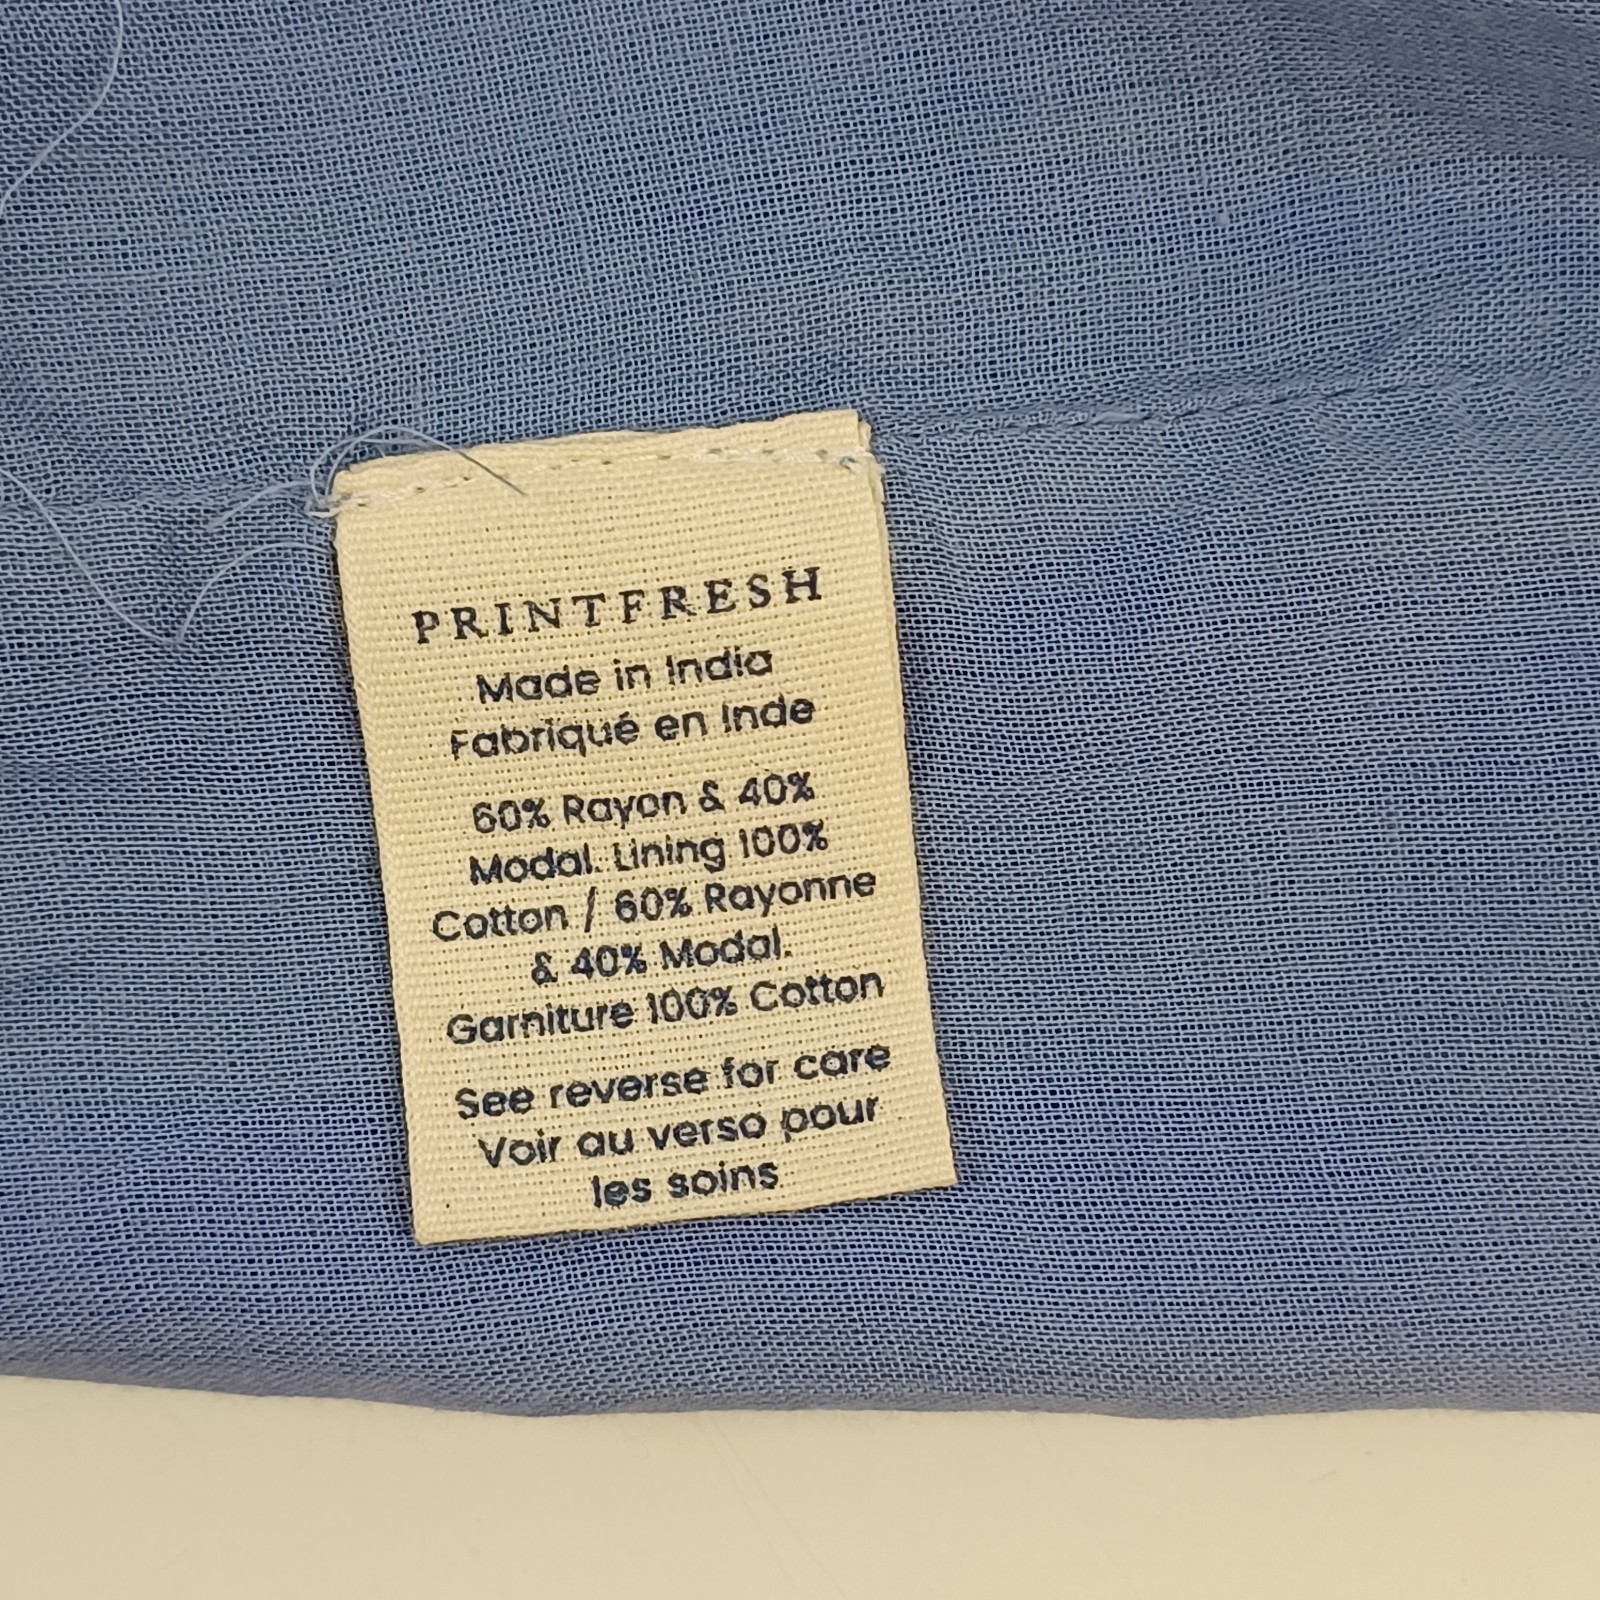 PRINTFRESH
Made in India
Fabriqué en Inde
60% Rayon & 40%
Modal. Lining 100%
Cotton / 60% Rayonne
& 40% Modal.
Garniture 100% Cotton
See reverse for care
Voir au verso pour
les soins